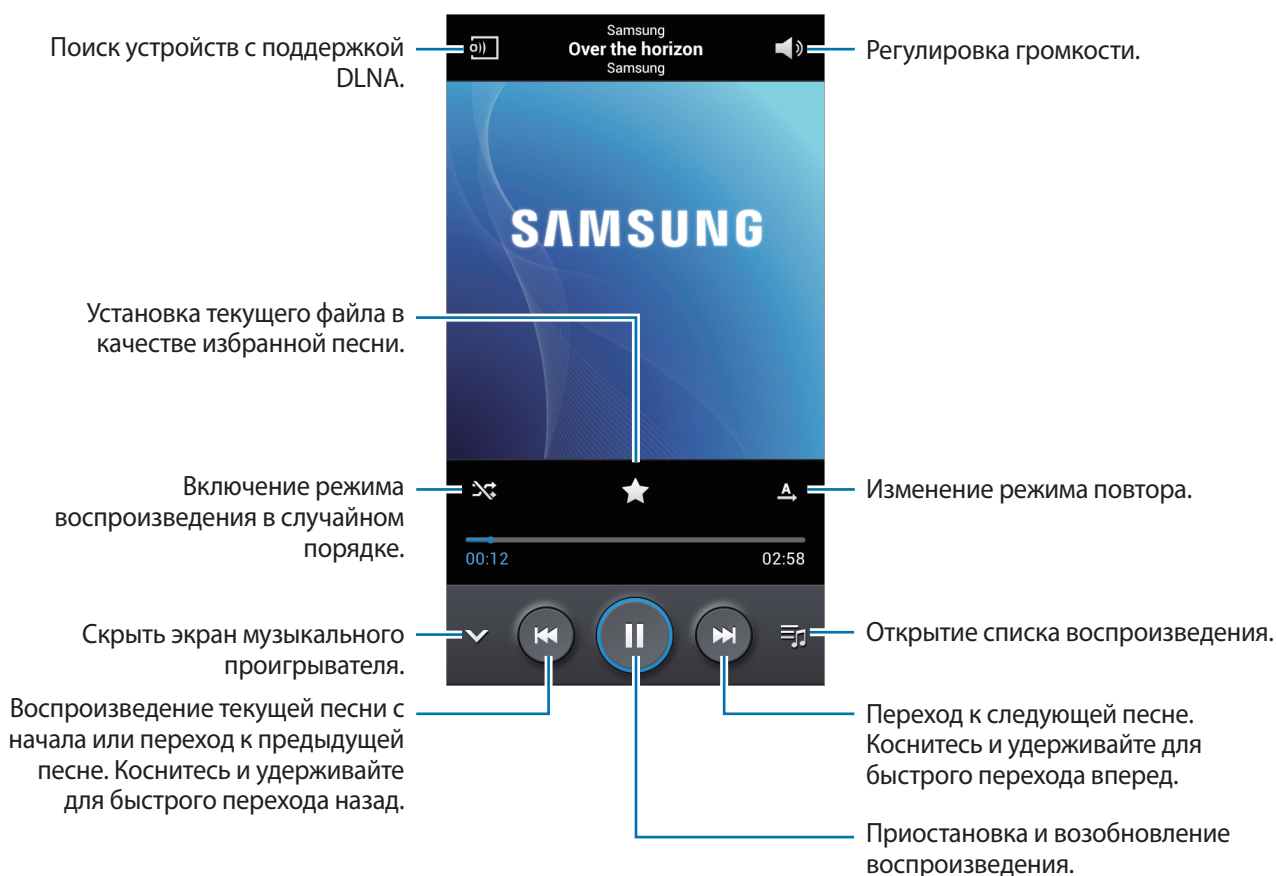 Samsung
Поиск устройств с поддержкой
DLNA.
Over the horizon
Samsung
Регулировка громкости.
SAMSUNG
Установка текущего файла в
качестве избранной песни.
Включение режима
воспроизведения в случайном
порядке.
A
Изменение режима повтора.
00:12
02:58
Скрыть экран музыкального
проигрывателя.
Открытие списка воспроизведения.
Воспроизведение текущей песни с
начала или переход к предыдущей
песне. Коснитесь и удерживайте
для быстрого перехода назад.
Переход к следующей песне.
Коснитесь и удерживайте для
быстрого перехода вперед.
Приостановка и возобновление
воспроизведения.